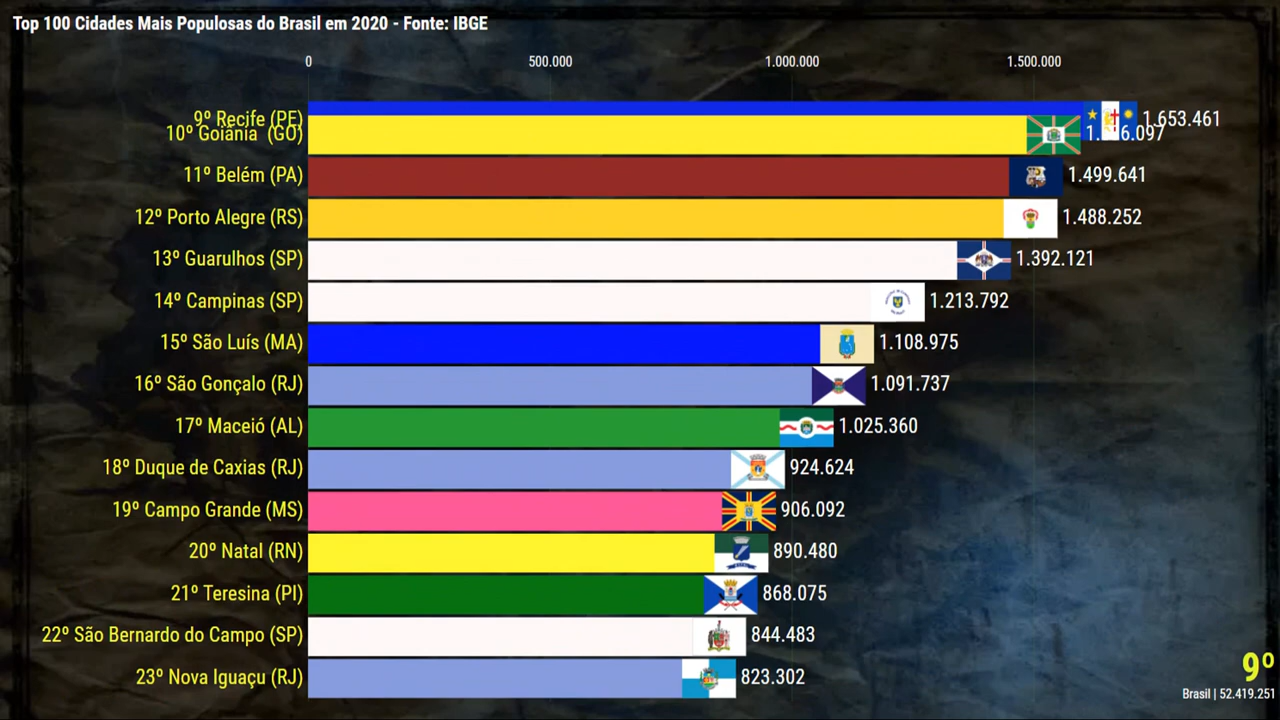 Top 100 Cidades Mais Populosas do Brasil em 2020 - Fonte: IBGE
0 500.000 1.000.000 1.500.000
9º Recife (PE) 1.653.461
10º Goiânia (GO)
11º Belém (PA) 1.499.641
12º Porto Alegre (RS) 1.488.252
13º Guarulhos (SP) 1.392.121
14º Campinas (SP) 1.213.792
15º São Luís (MA) 1.108.975
16º São Gonçalo (RJ) 1.091.737
17º Maceió (AL) 1.025.360
18º Duque de Caxias (RJ) 924.624
19º Campo Grande (MS) 906.092
20º Natal (RN) 890.480
21º Teresina (PI) 868.075
22º São Bernardo do Campo (SP) 844.483
23º Nova Iguaçu (RJ) 823.302
9º
Brasil | 52.419.251